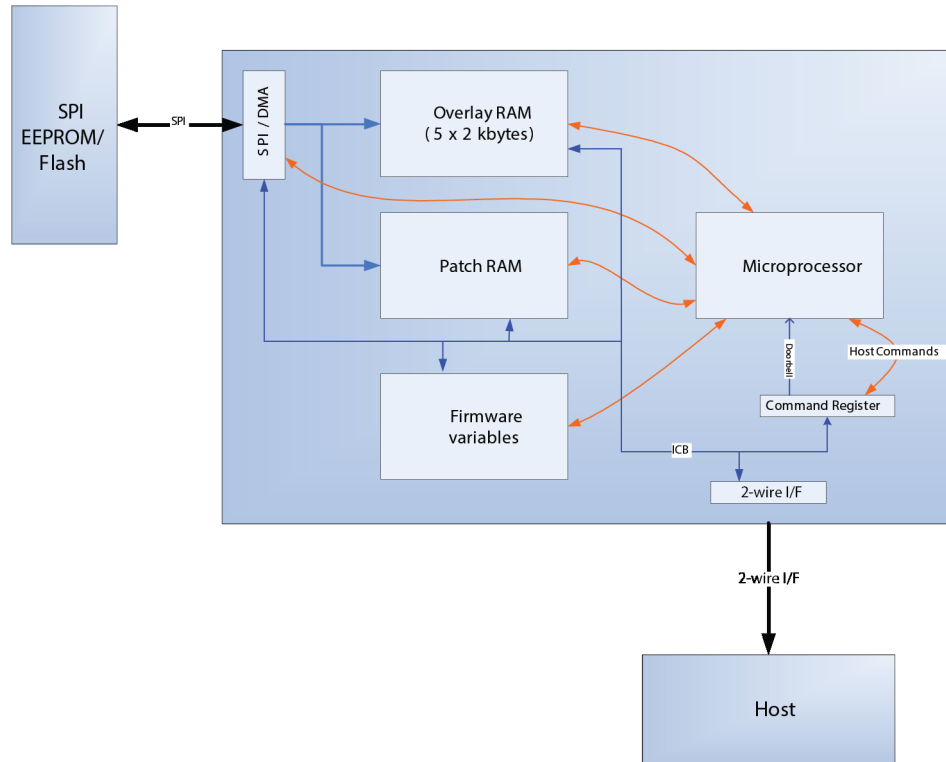 SPI
EEPROM/
Flash
SPI
SPI / DMA
Overlay RAM
( 5 x 2 kbytes)
Patch RAM
Microprocessor
Doorbell
Host Commands
Command Register
Firmware
variables
ICB
2-wire I/F
2-wire I/F
Host